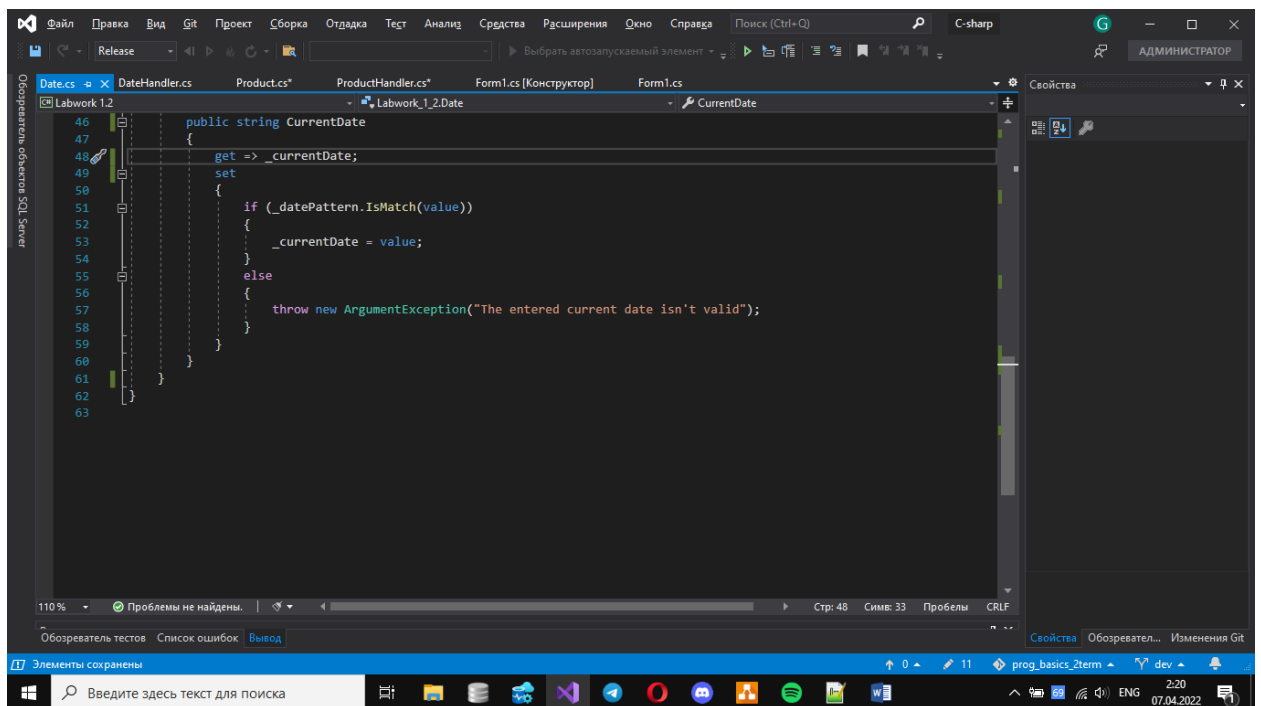 Файл Правка Вид Git Проект Сборка Отладка Тест Анализ Средства Расширения Окно Справка Поиск (Ctrl+Q) C-sharp G
Release Выбрать автозапускаемый элемент АДМИНИСТРАТОР
Обозреватель объектов SQL Server
Date.cs DateHandler.cs Product.cs* ProductHandler.cs* Form1.cs [Конструктор] Form1.cs Свойства
C# Labwork 1.2 Labwork_1_2.Date CurrentDate
46 public string CurrentDate
47 {
48 get => _currentDate;
49 set
50 {
51 if (_datePattern.IsMatch(value))
52 {
53 _currentDate = value;
54 }
55 else
56 {
57 throw new ArgumentException("The entered current date isn't valid");
58 }
59 }
60 }
61 }
62 }
63
110 % Проблемы не найдены. Стр: 48 Симв: 33 Пробелы CRLF
Обозреватель тестов Список ошибок Вывод Свойства Обозревател... Изменения Git
Элементы сохранены 0 11 prog_basics_2term dev
Введите здесь текст для поиска 69 ENG 2:20
07.04.2022 1